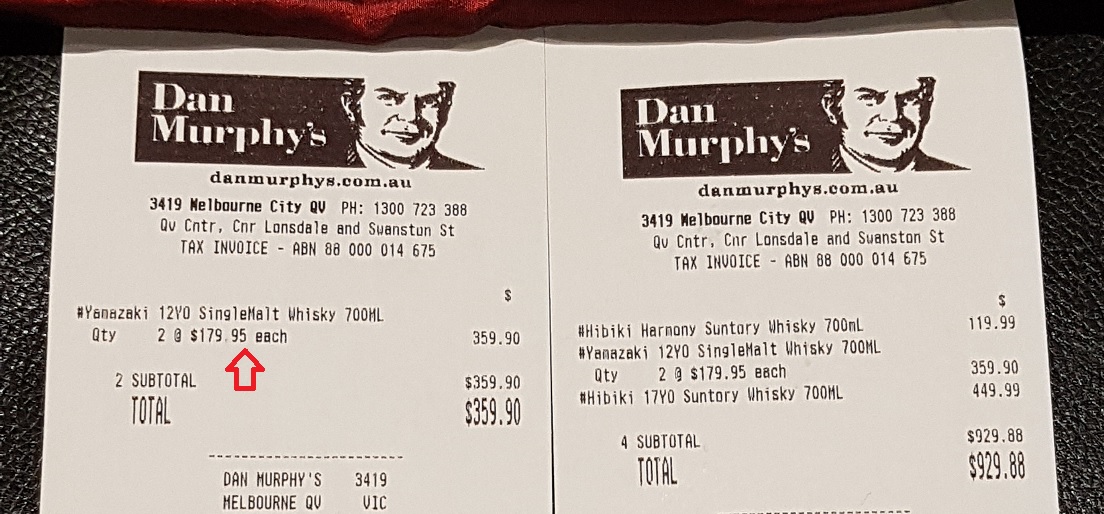 Dan
Murphy's
danmurphys.com.au
3419 Melbourne City QV PH: 1300 723 388
Qv Cntr, Cnr Lonsdale and Swanston St
TAX INVOICE - ABN 88 000 014 675
$
#Yamazaki 12YO SingleMalt Whisky 700ML
Qty 2 @ $179.95 each 359.90
2 SUBTOTAL $359.90
TOTAL $359.90
DAN MURPHY'S 3419
MELBOURNE QV VIC
Dan
Murphy's
danmurphys.com.au
3419 Melbourne City QV PH: 1300 723 388
Qv Cntr, Cnr Lonsdale and Swanston St
TAX INVOICE - ABN 88 000 014 675
$
#Hibiki Harmony Suntory Whisky 700mL 119.99
#Yamazaki 12YO SingleMalt Whisky 700ML
Qty 2 @ $179.95 each 359.90
#Hibiki 17YO Suntory Whisky 700ML 449.99
4 SUBTOTAL $929.88
TOTAL $929.88